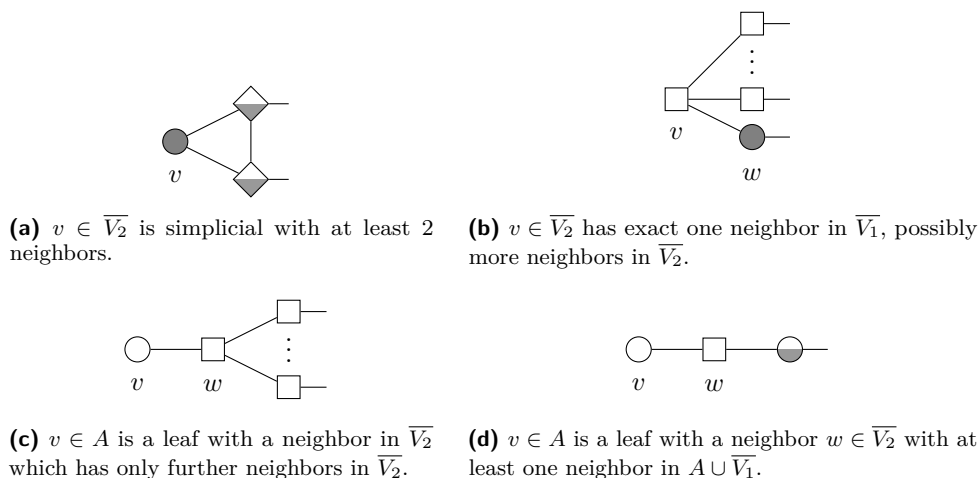 v
v
w
(a) v ∈ V̅₂ is simplicial with at least 2
neighbors.
(b) v ∈ V̅₂ has exact one neighbor in V̅₁, possibly
more neighbors in V̅₂.
v w
v w
(c) v ∈ A is a leaf with a neighbor in V̅₂
which has only further neighbors in V̅₂.
(d) v ∈ A is a leaf with a neighbor w ∈ V̅₂ with at
least one neighbor in A ∪ V̅₁.